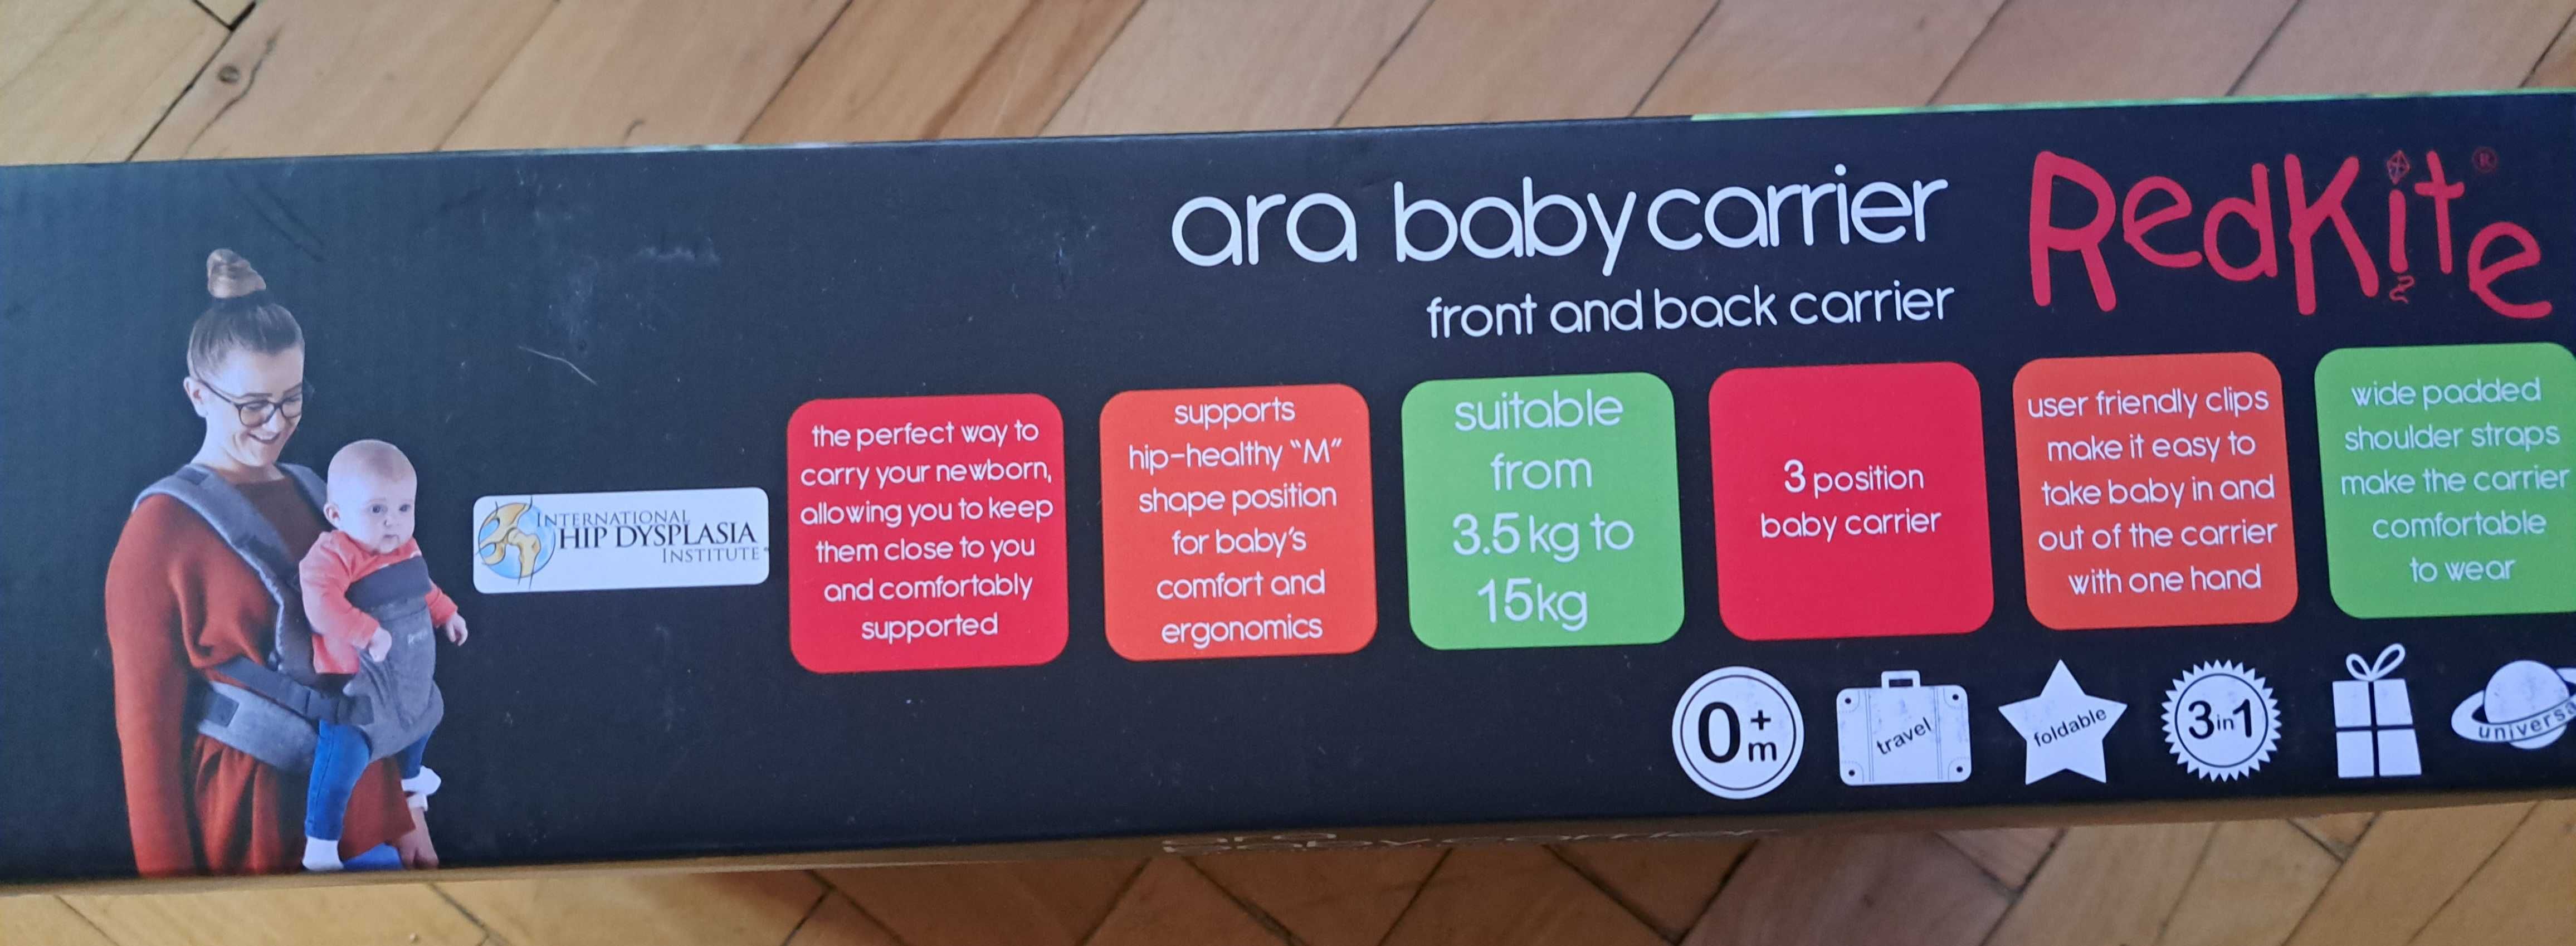 ara baby carrier
front and back carrier
RedKite®
INTERNATIONAL
HIP DYSPLASIA
INSTITUTE
the perfect way to
carry your newborn,
allowing you to keep
them close to you
and comfortably
supported
supports
hip-healthy “M”
shape position
for baby's
comfort and
ergonomics
suitable
from
3.5kg to
15kg
3 position
baby carrier
user friendly clips
make it easy to
take baby in and
out of the carrier
with one hand
wide padded
shoulder straps
make the carrier
comfortable
to wear
0+
m
travel
foldable
3in1